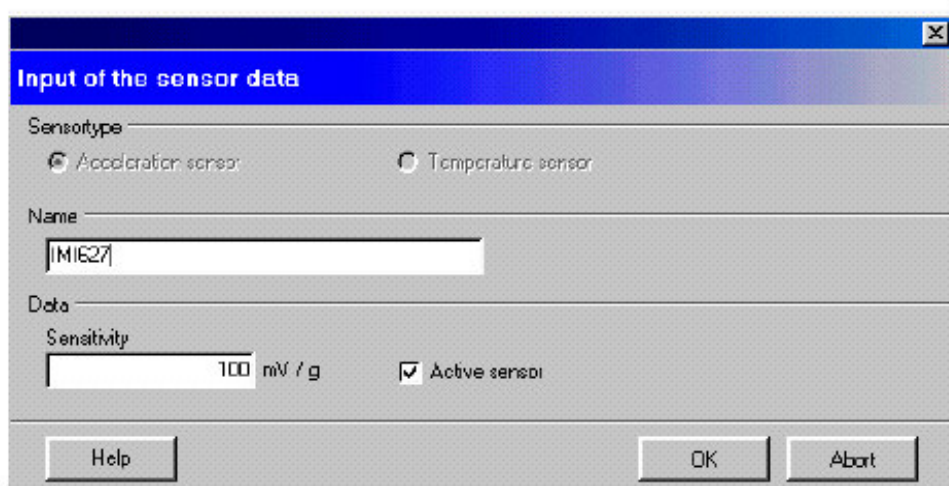 Input of the sensor data
Sensortype
Acceleration sensor Temperature sensor
Name
IMI627
Data
Sensitivity
100 mV / g Active sensor
Help OK Abort